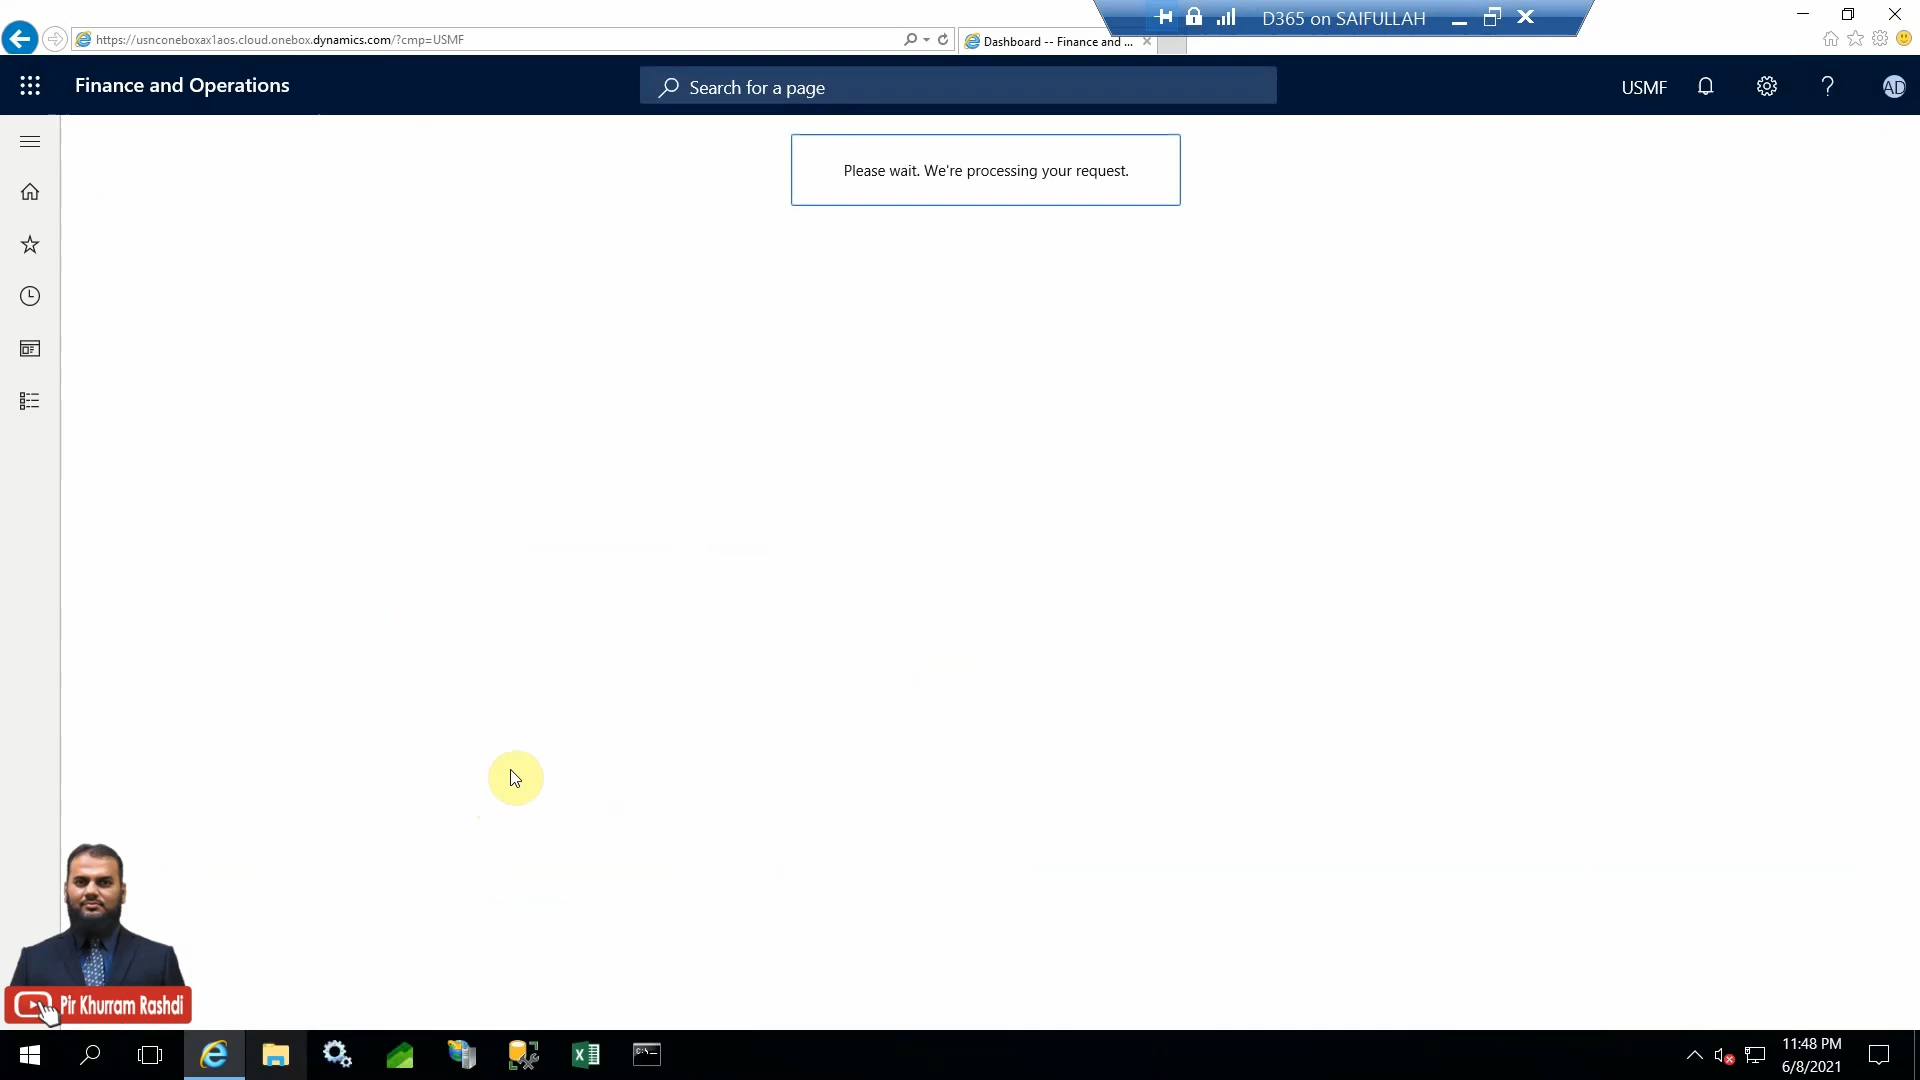 D365 on SAIFULLAH
https://usnconeboxax1aos.cloud.onebox.dynamics.com/?cmp=USMF
Dashboard -- Finance and ...
Finance and Operations
Search for a page
USMF
?
AD
Please wait. We're processing your request.
Pir Khurram Rashdi
C:\_
11:48 PM
6/8/2021